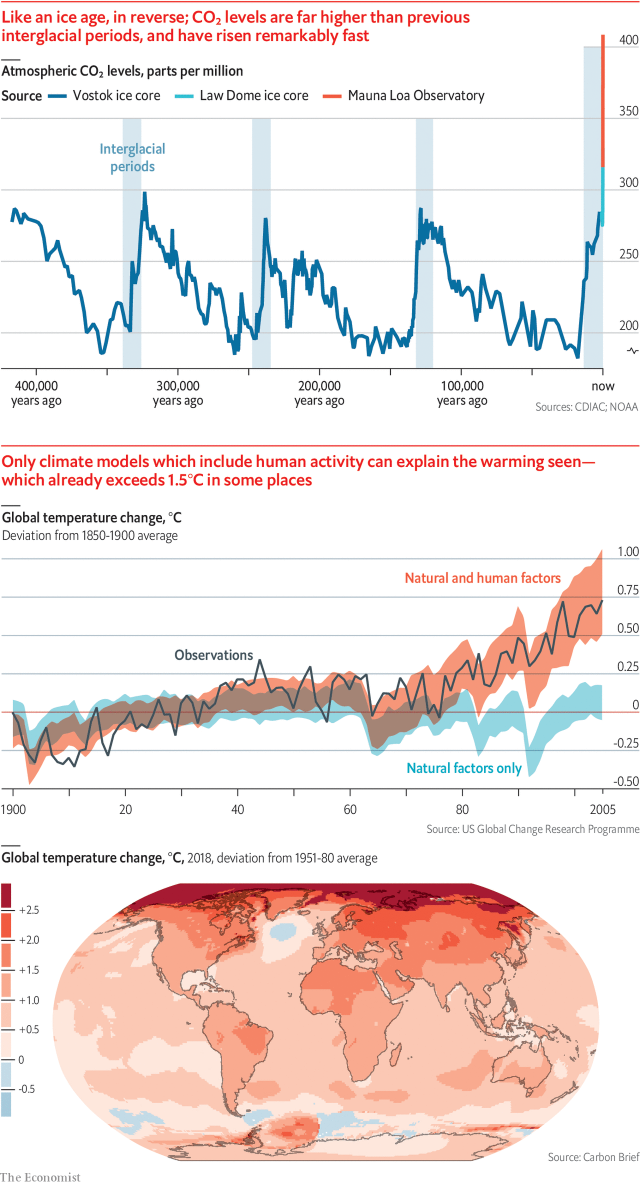 Like an ice age, in reverse; CO₂ levels are far higher than previous
interglacial periods, and have risen remarkably fast
Atmospheric CO₂ levels, parts per million
Source Vostok ice core Law Dome ice core Mauna Loa Observatory
400
350
Interglacial
periods
300
250
200
400,000
years ago
300,000
years ago
200,000
years ago
100,000
years ago
now
Sources: CDIAC; NOAA
Only climate models which include human activity can explain the warming seen—
which already exceeds 1.5°C in some places
Global temperature change, °C
Deviation from 1850-1900 average
1.00
Natural and human factors
0.75
0.50
Observations
0.25
0
-0.25
Natural factors only
-0.50
1900 20 40 60 80 2005
Source: US Global Change Research Programme
Global temperature change, °C, 2018, deviation from 1951-80 average
+2.5
+2.0
+1.5
+1.0
+0.5
0
-0.5
Source: Carbon Brief
The Economist